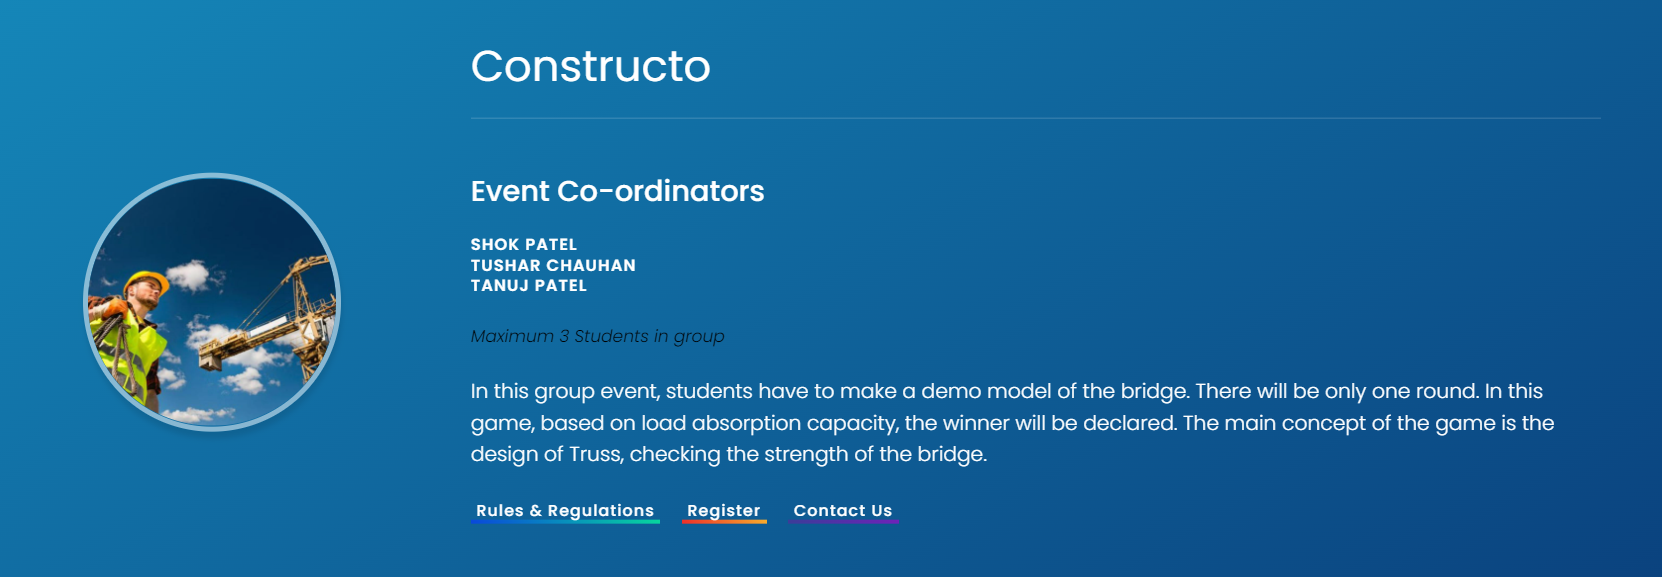 Constructo
Event Co-ordinators
SHOK PATEL
TUSHAR CHAUHAN
TANUJ PATEL
Maximum 3 Students in group
In this group event, students have to make a demo model of the bridge. There will be only one round. In this
game, based on load absorption capacity, the winner will be declared. The main concept of the game is the
design of Truss, checking the strength of the bridge.
Rules & Regulations Register Contact Us